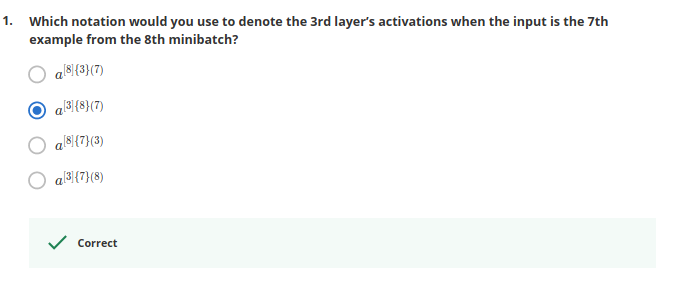 1. Which notation would you use to denote the 3rd layer's activations when the input is the 7th
example from the 8th minibatch?
a[8]{3}(7)
a[3]{8}(7)
a[8]{7}(3)
a[3]{7}(8)
Correct